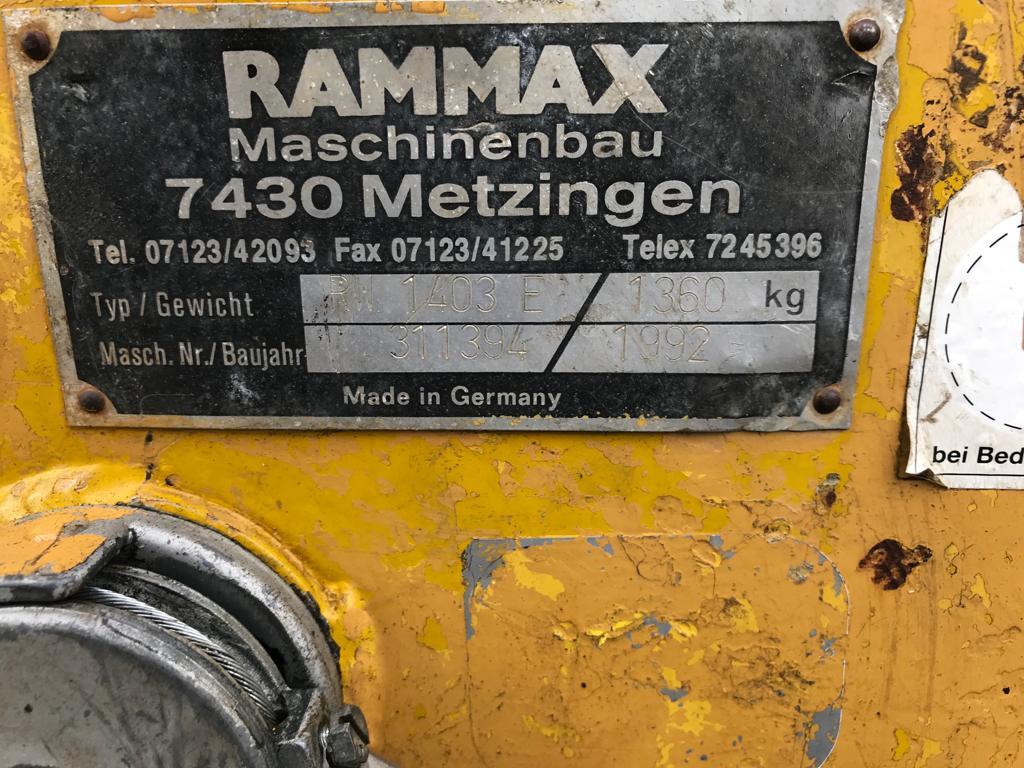 RAMMAX
Maschinenbau
7430 Metzingen
Tel. 07123/42093 Fax 07123/41225 Telex 7245396
Typ / Gewicht RW 1403 E / 1360 kg
Masch. Nr./Baujahr 311394 / 1992
Made in Germany
bei Bed